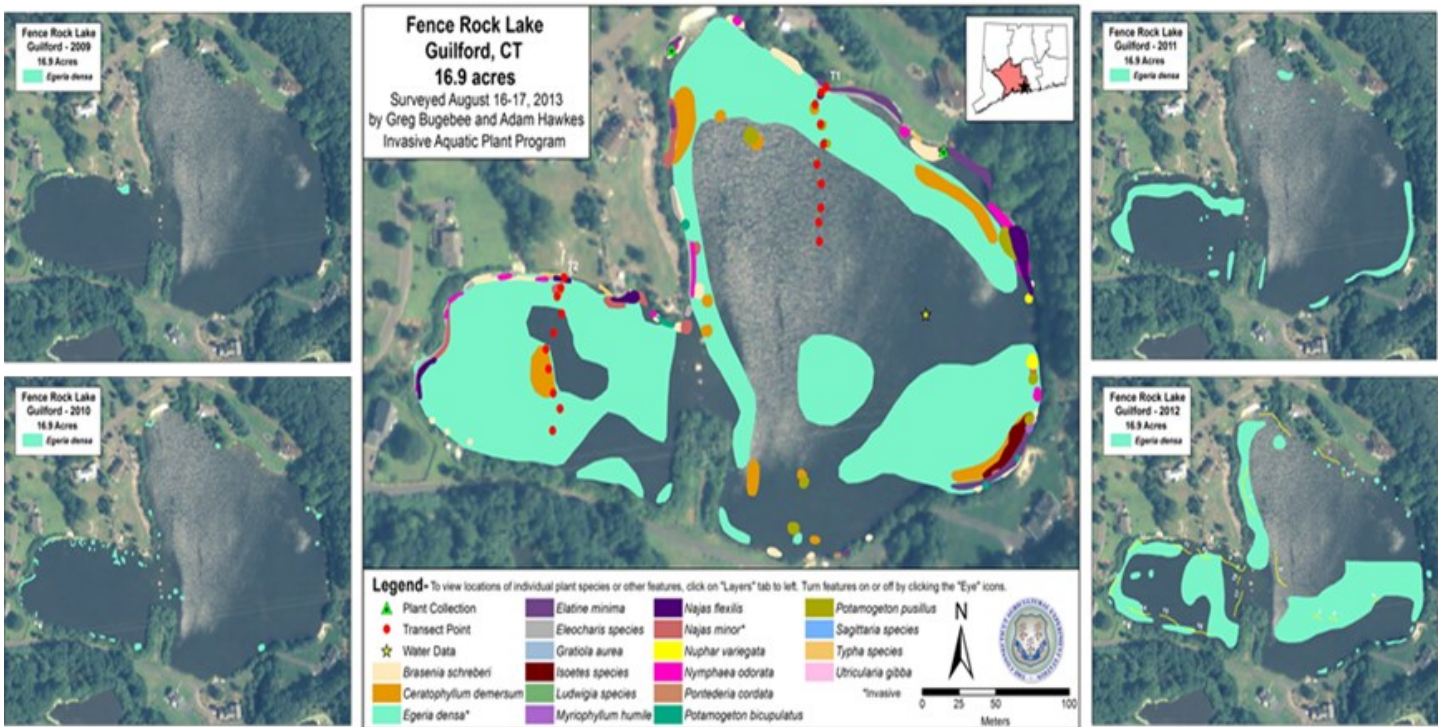 Fence Rock Lake
Guilford - 2009
16.9 Acres
Egeria densa
Fence Rock Lake
Guilford - 2010
16.9 Acres
Egeria densa
Fence Rock Lake
Guilford, CT
16.9 acres
Surveyed August 16-17, 2013
by Greg Bugebee and Adam Hawkes
Invasive Aquatic Plant Program
T1
T2
Legend- To view locations of individual plant species or other features, click on "Layers" tab to left. Turn features on or off by clicking the "Eye" icons.
Plant Collection
Transect Point
Water Data
Brasenia schreberi
Ceratophyllum demersum
Egeria densa*
Elatine minima
Eleocharis species
Gratiola aurea
Isoetes species
Ludwigia species
Myriophyllum humile
Najas flexilis
Najas minor*
Nuphar variegata
Nymphaea odorata
Pontederia cordata
Potamogeton bicupulatus
Potamogeton pusillus
Sagittaria species
Typha species
Utricularia gibba
*Invasive
N
0 25 50 100
Meters
Fence Rock Lake
Guilford - 2011
16.9 Acres
Egeria densa
Fence Rock Lake
Guilford - 2012
16.9 Acres
Egeria densa